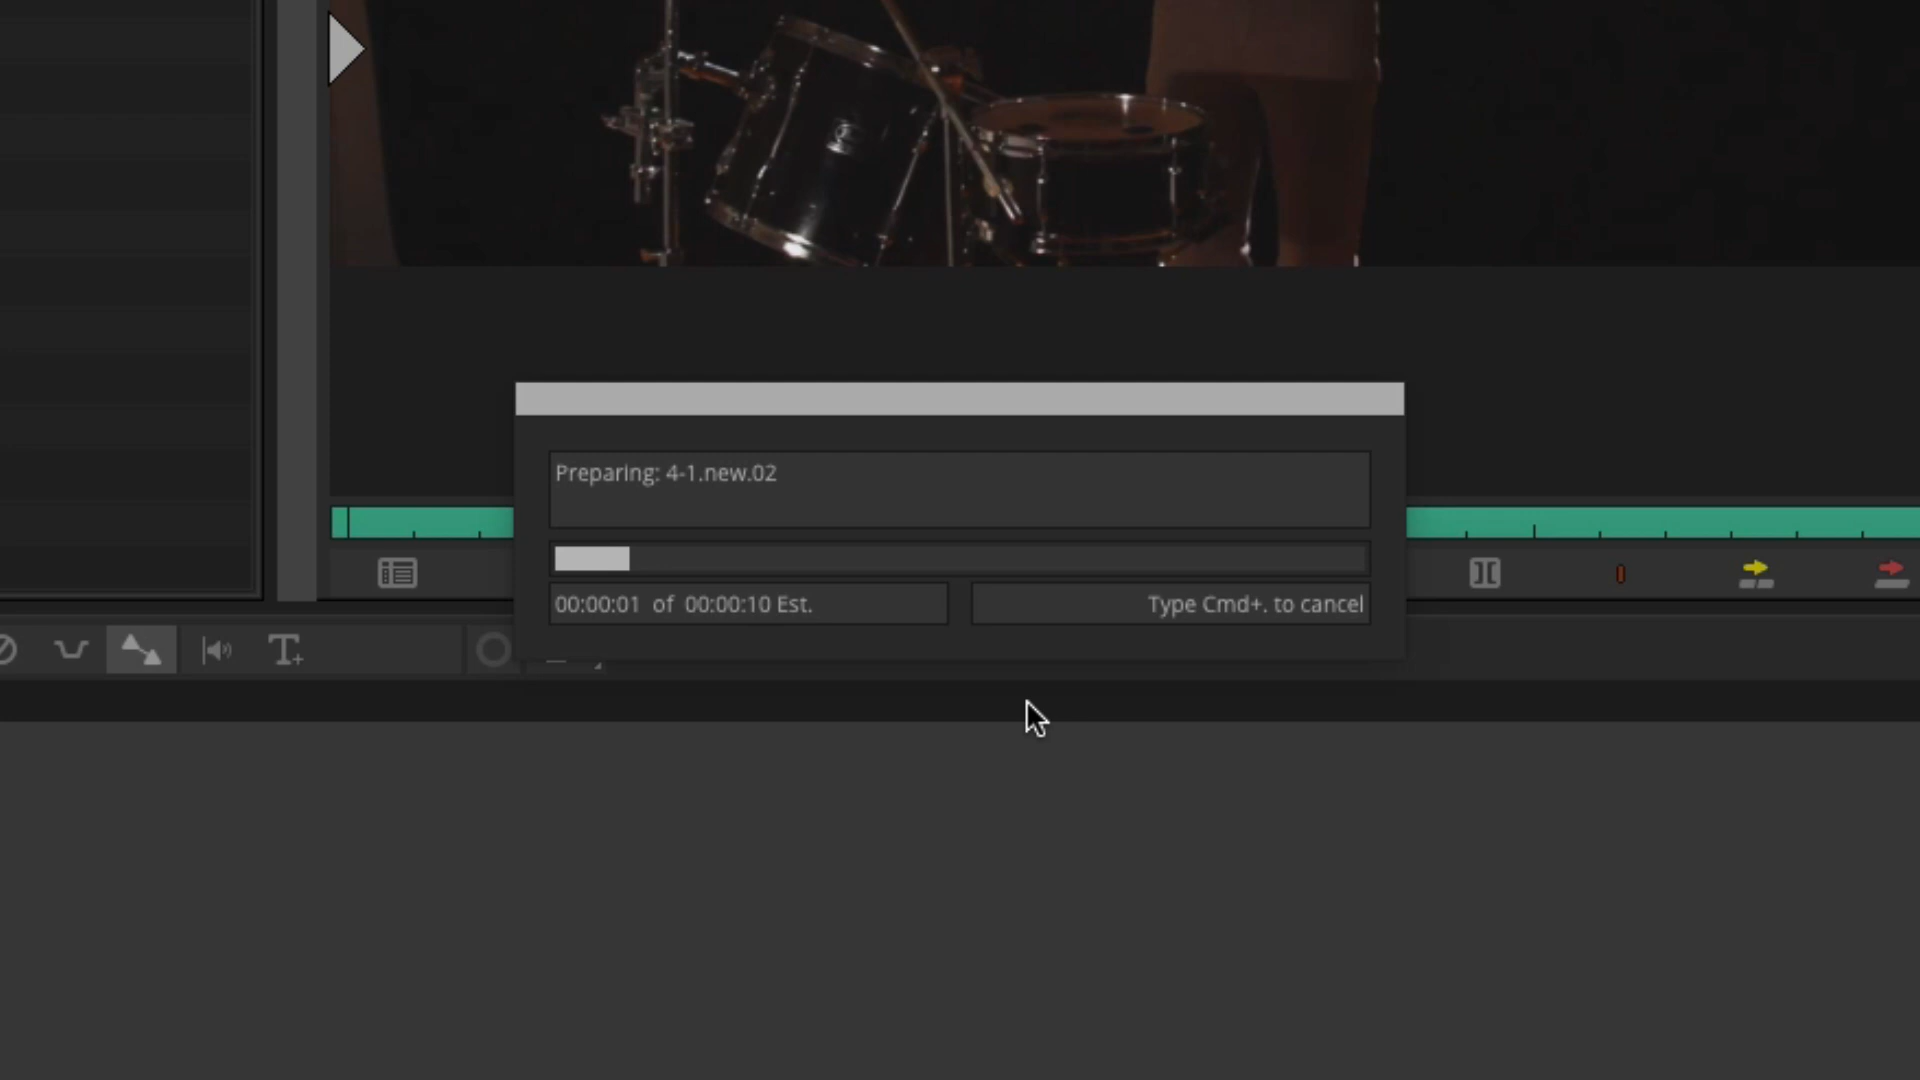 Preparing: 4-1.new.02
00:00:01 of 00:00:10 Est.
Type Cmd+. to cancel